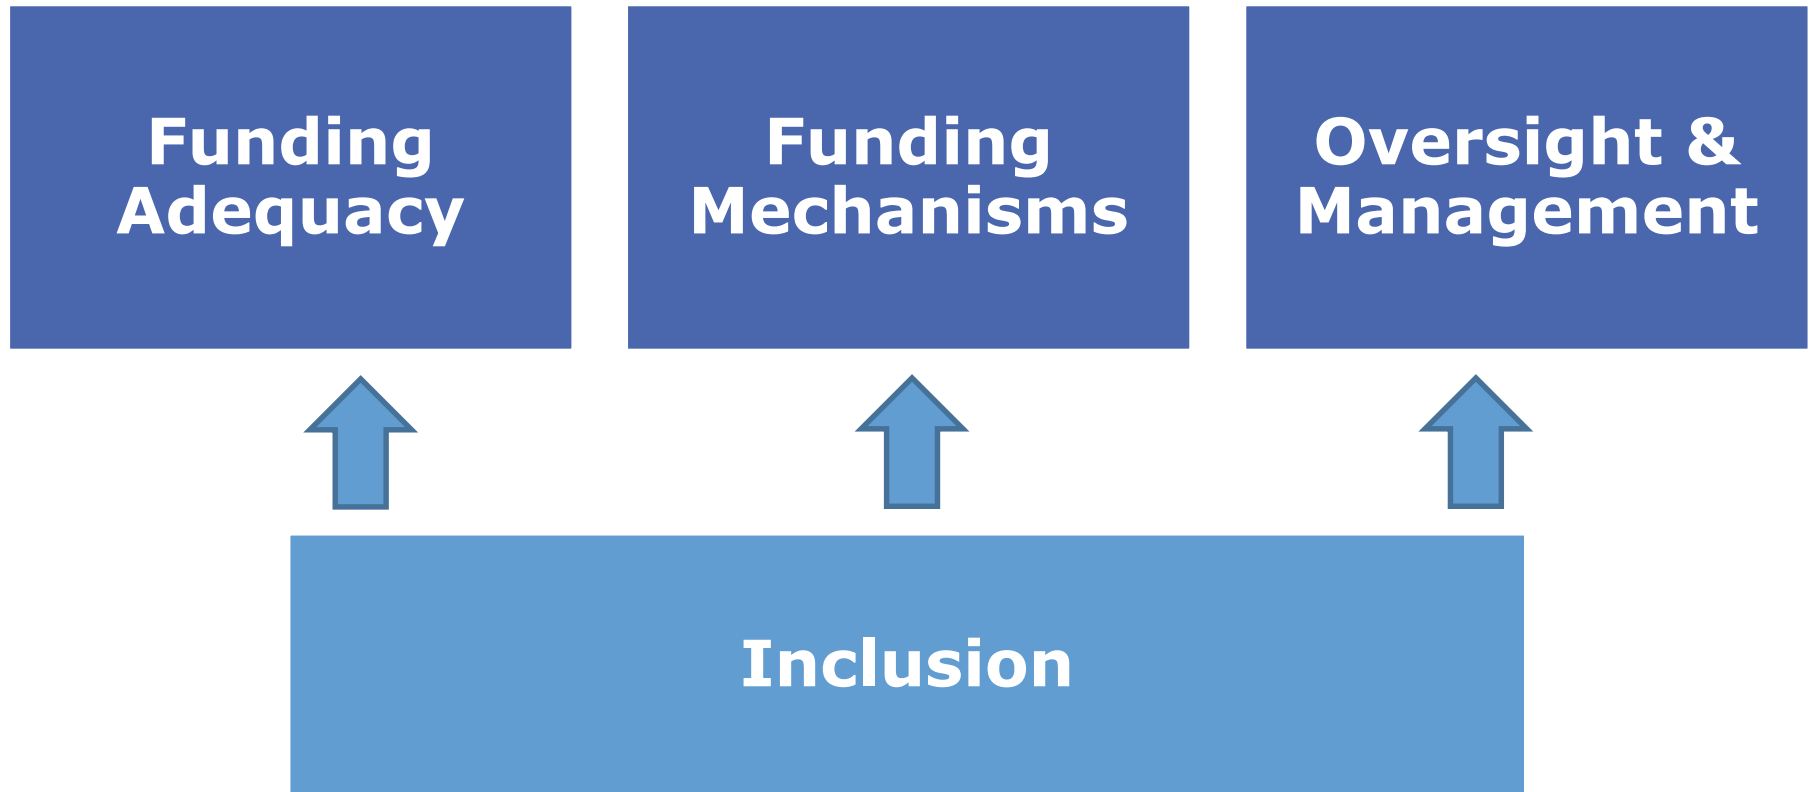 Funding
Adequacy
Funding
Mechanisms
Oversight &
Management
Inclusion